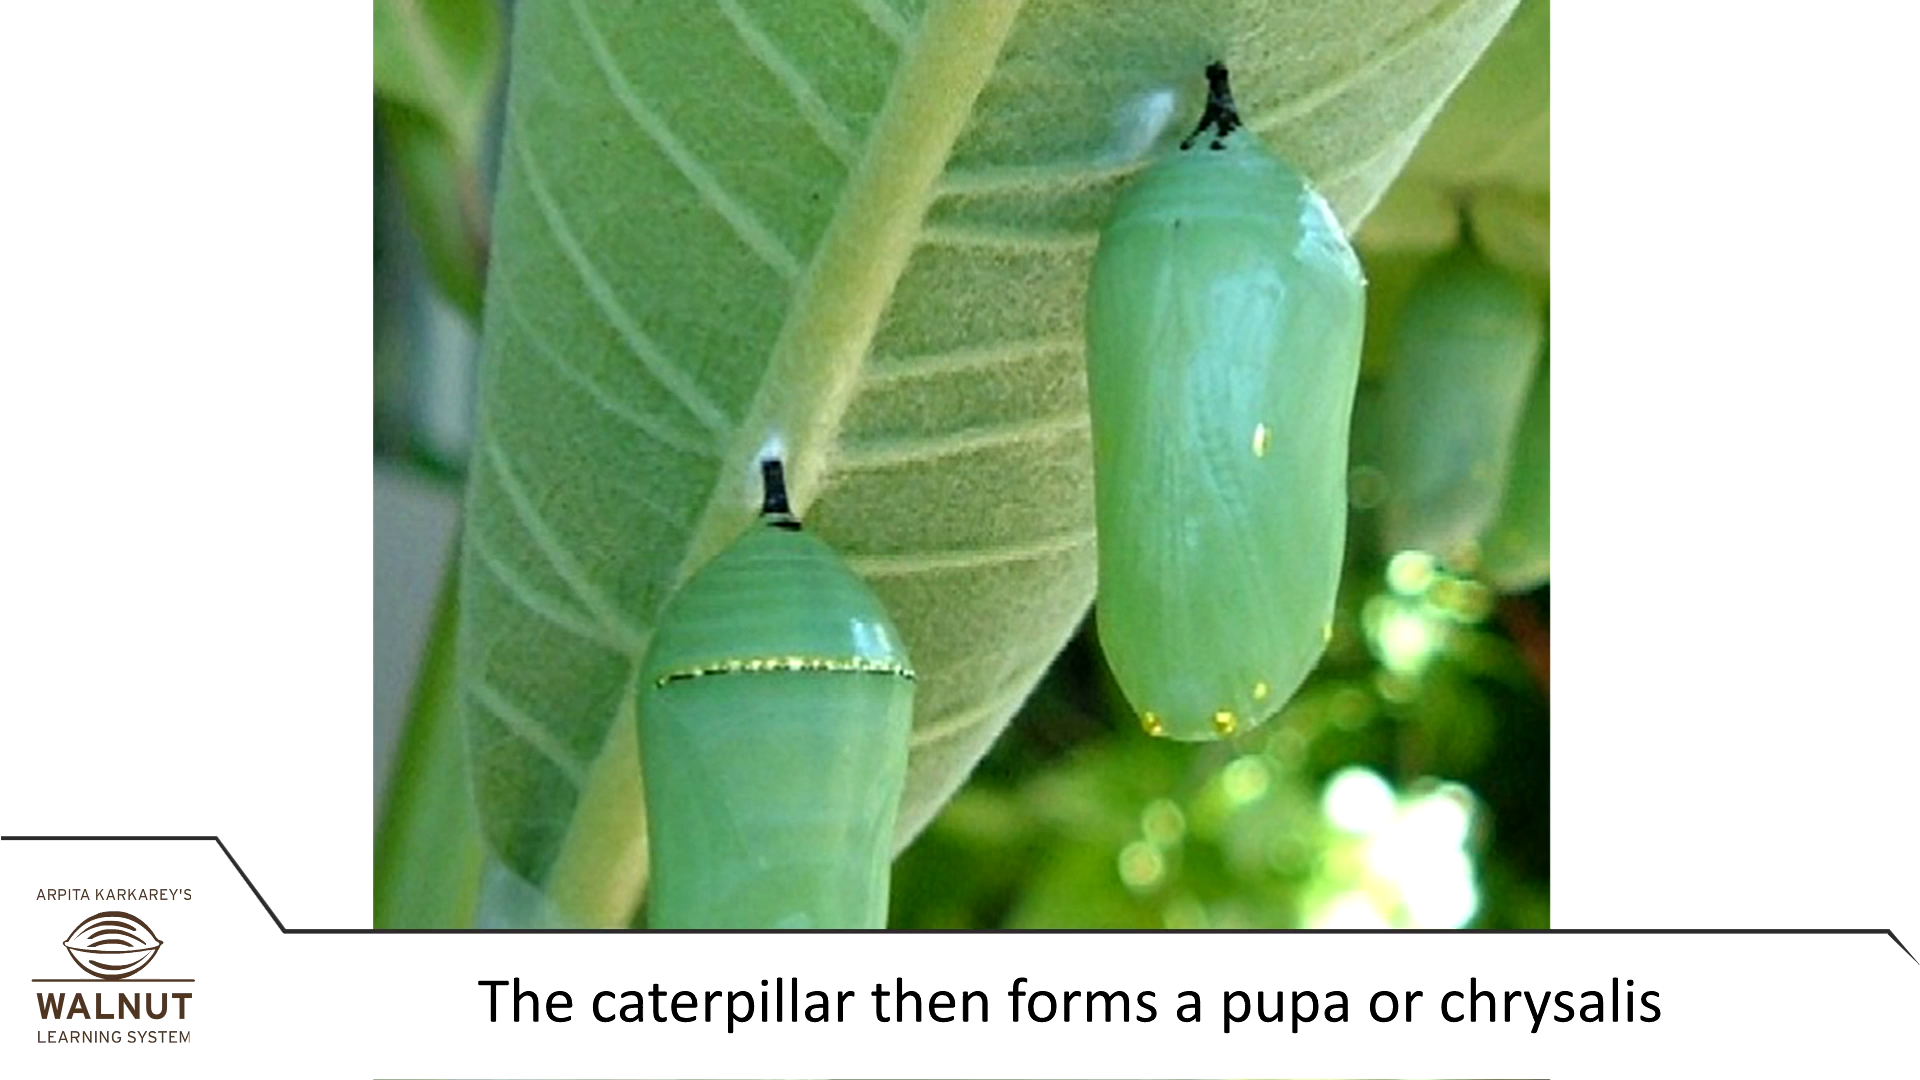 ARPITA KARKAREY'S
WALNUT
LEARNING SYSTEM
The caterpillar then forms a pupa or chrysalis